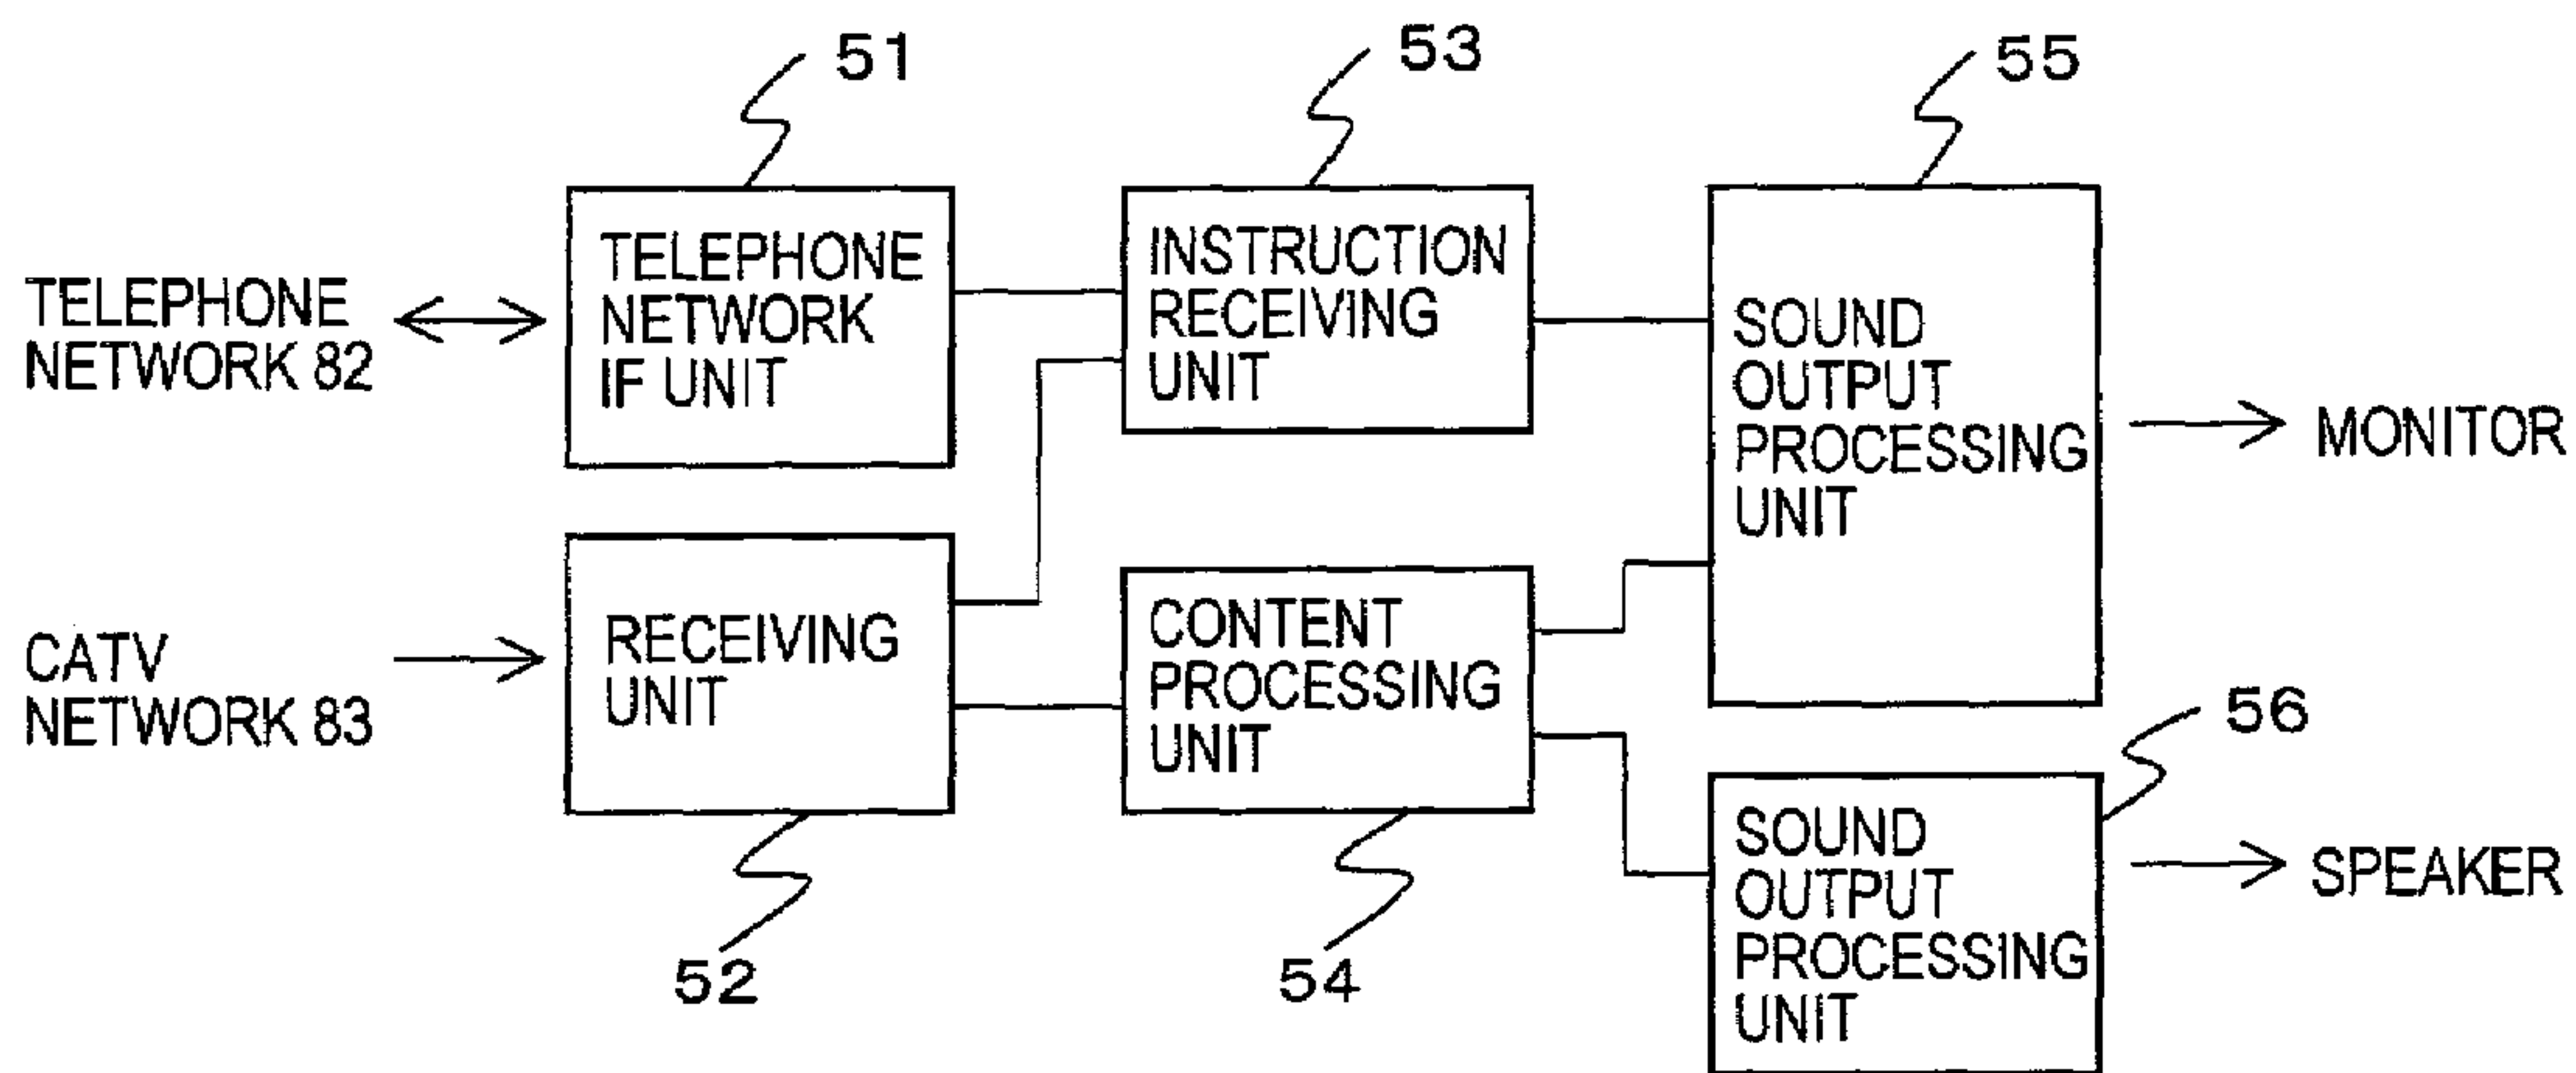 51
53
55
TELEPHONE
NETWORK 82
TELEPHONE
NETWORK
IF UNIT
INSTRUCTION
RECEIVING
UNIT
SOUND
OUTPUT
PROCESSING
UNIT
MONITOR
CATV
NETWORK 83
RECEIVING
UNIT
CONTENT
PROCESSING
UNIT
56
SOUND
OUTPUT
PROCESSING
UNIT
SPEAKER
52
54